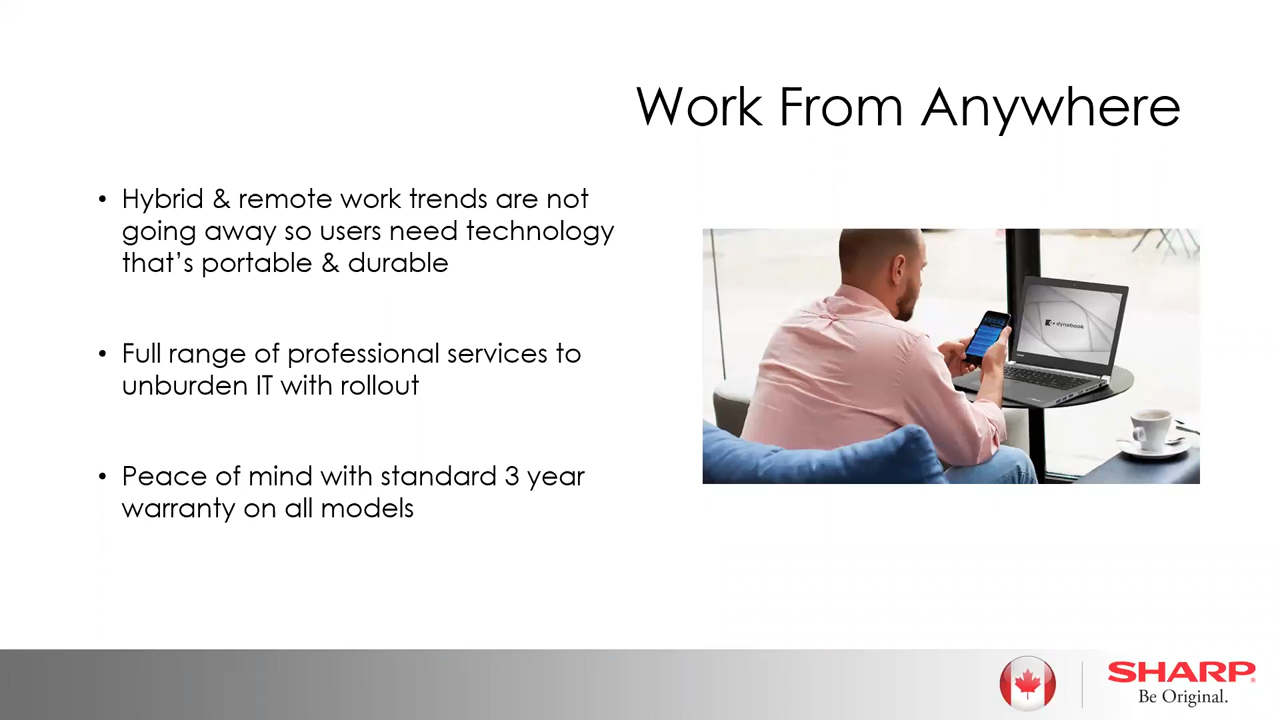 Work From Anywhere
• Hybrid & remote work trends are not
going away so users need technology
that’s portable & durable
• Full range of professional services to
unburden IT with rollout
• Peace of mind with standard 3 year
warranty on all models
dynabook
SHARP
Be Original.